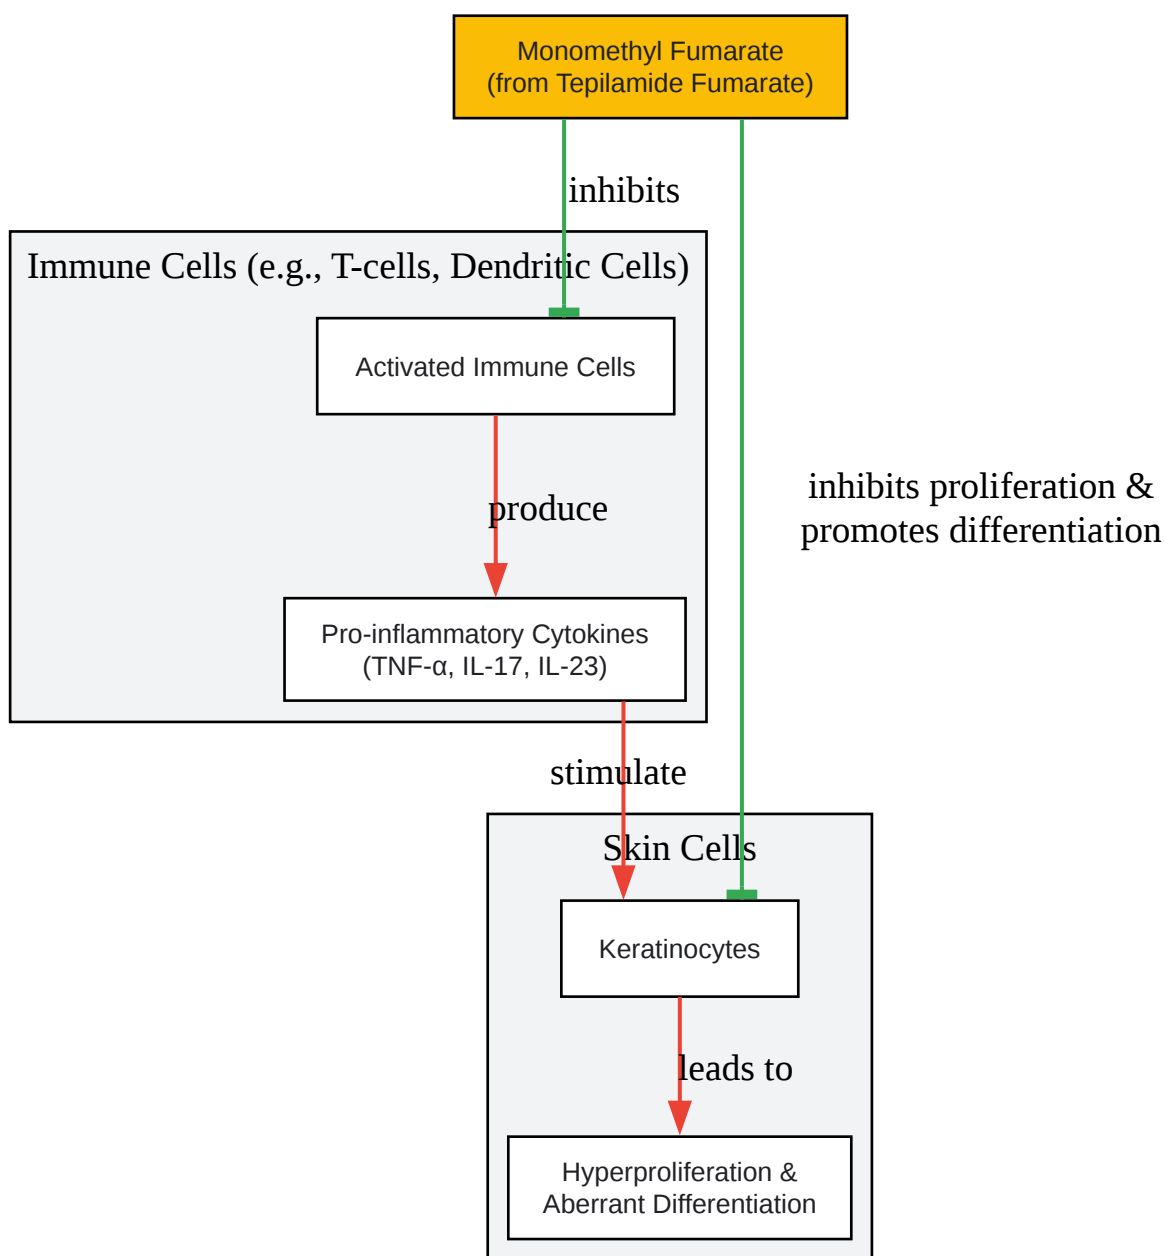 Monomethyl Fumarate
(from Tepilamide Fumarate)
inhibits
Immune Cells (e.g., T-cells, Dendritic Cells)
Activated Immune Cells
produce
inhibits proliferation &
promotes differentiation
Pro-inflammatory Cytokines
(TNF-α, IL-17, IL-23)
stimulate
Skin Cells
Keratinocytes
leads to
Hyperproliferation &
Aberrant Differentiation